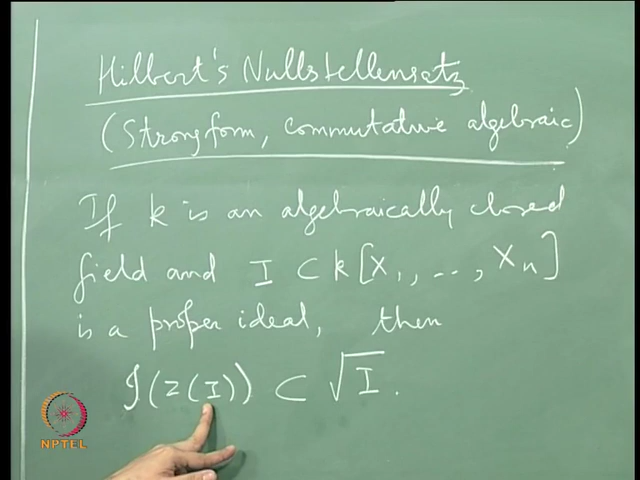 Hilbert's Nullstellensatz
(Strong form, commutative algebraic)
If k is an algebraically closed
field and I ⊂ k[X₁, ..., Xₙ]
is a proper ideal, then
𝓘(Z(I)) ⊂ √I.
NPTEL